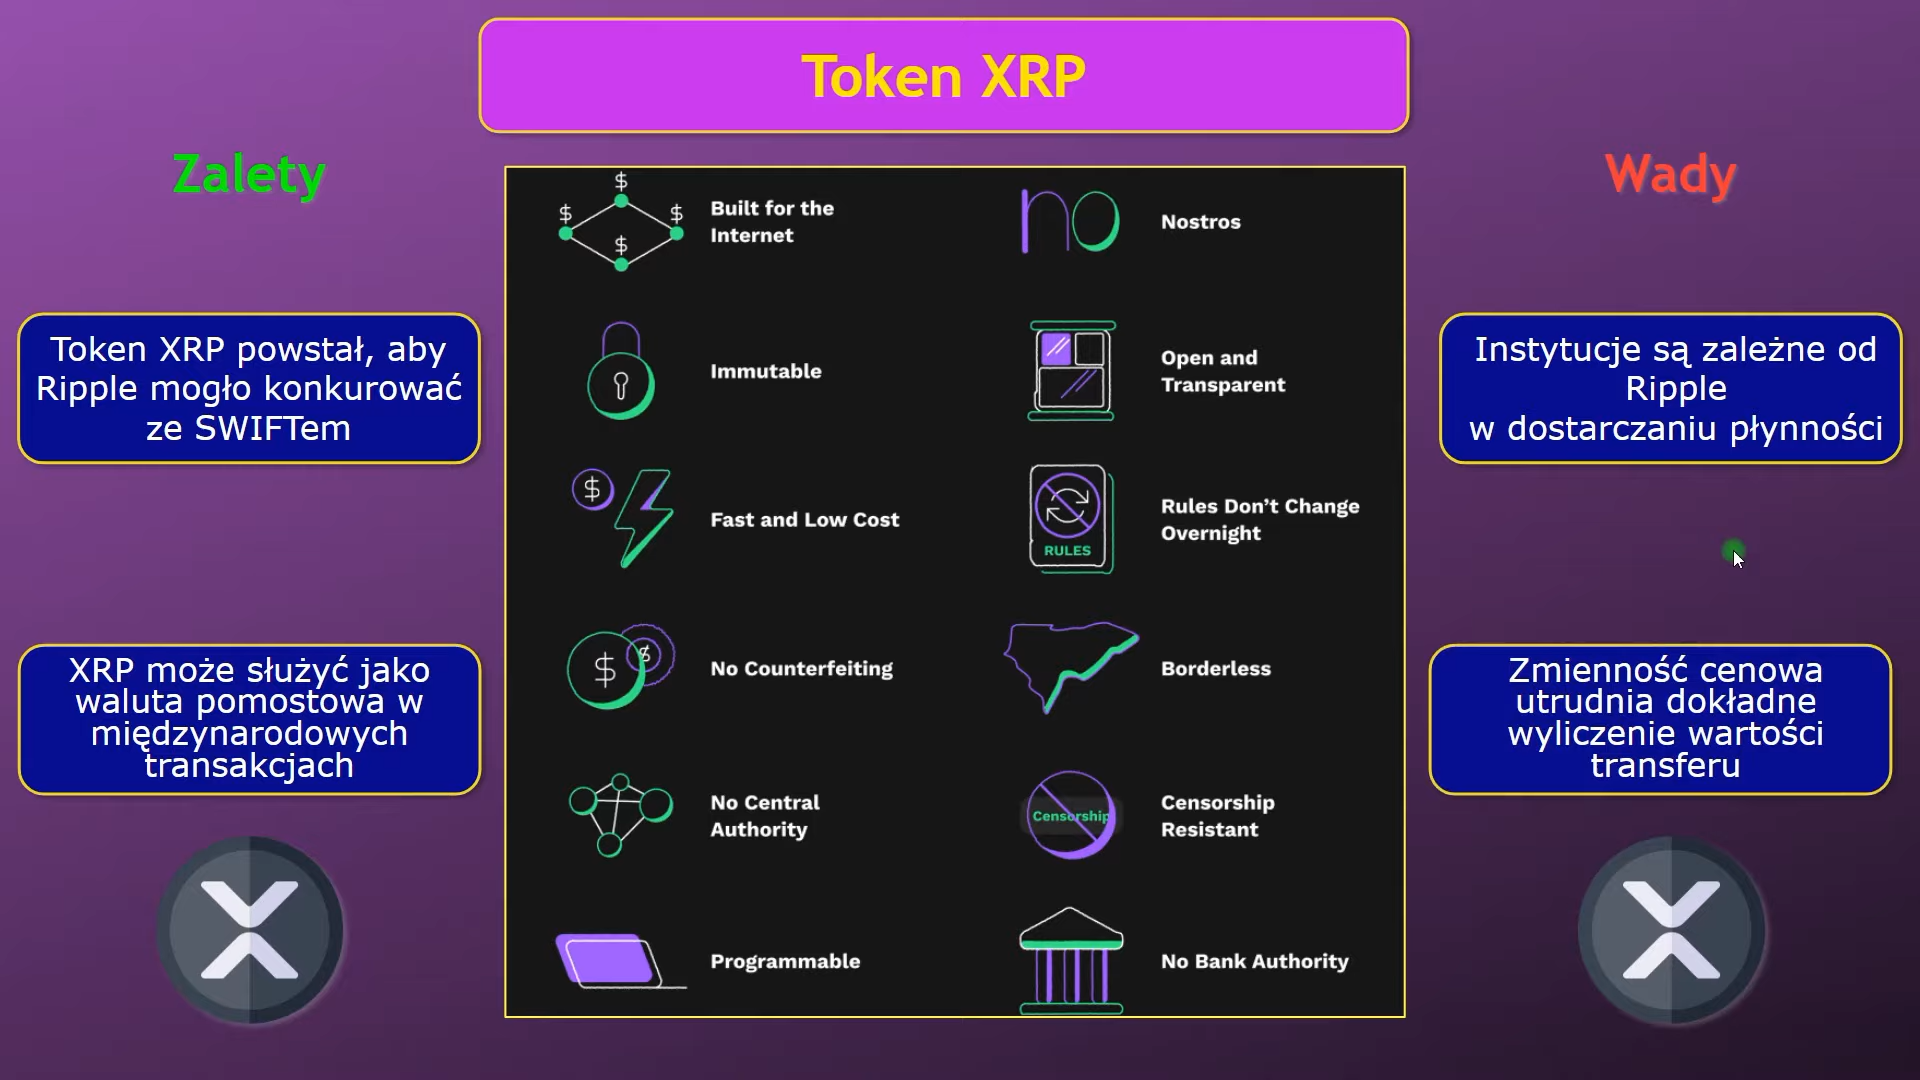 Token XRP
Zalety
Token XRP powstał, aby
Ripple mogło konkurować
ze SWIFTem
XRP może służyć jako
waluta pomostowa w
międzynarodowych
transakcjach
$
$
$
$
Built for the
Internet
no
Nostros
Immutable
Open and
Transparent
$
Fast and Low Cost
RULES
Rules Don’t Change
Overnight
$
$
No Counterfeiting
Borderless
No Central
Authority
Censorship
Censorship
Resistant
Programmable
No Bank Authority
Wady
Instytucje są zależne od
Ripple
w dostarczaniu płynności
Zmienność cenowa
utrudnia dokładne
wyliczenie wartości
transferu